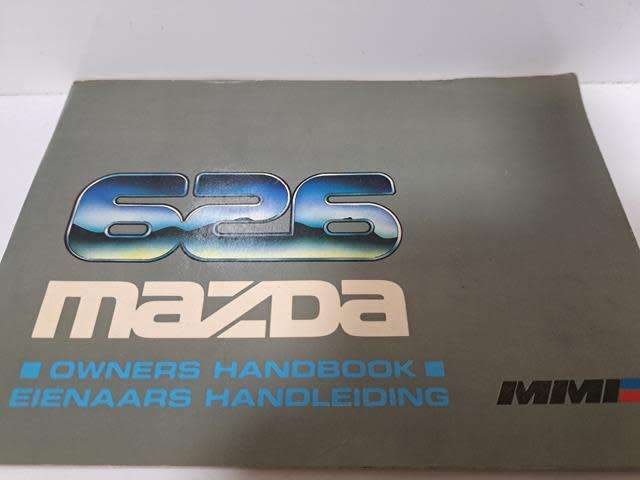 626
mazda
OWNERS HANDBOOK
EIENAARS HANDLEIDING
MMI